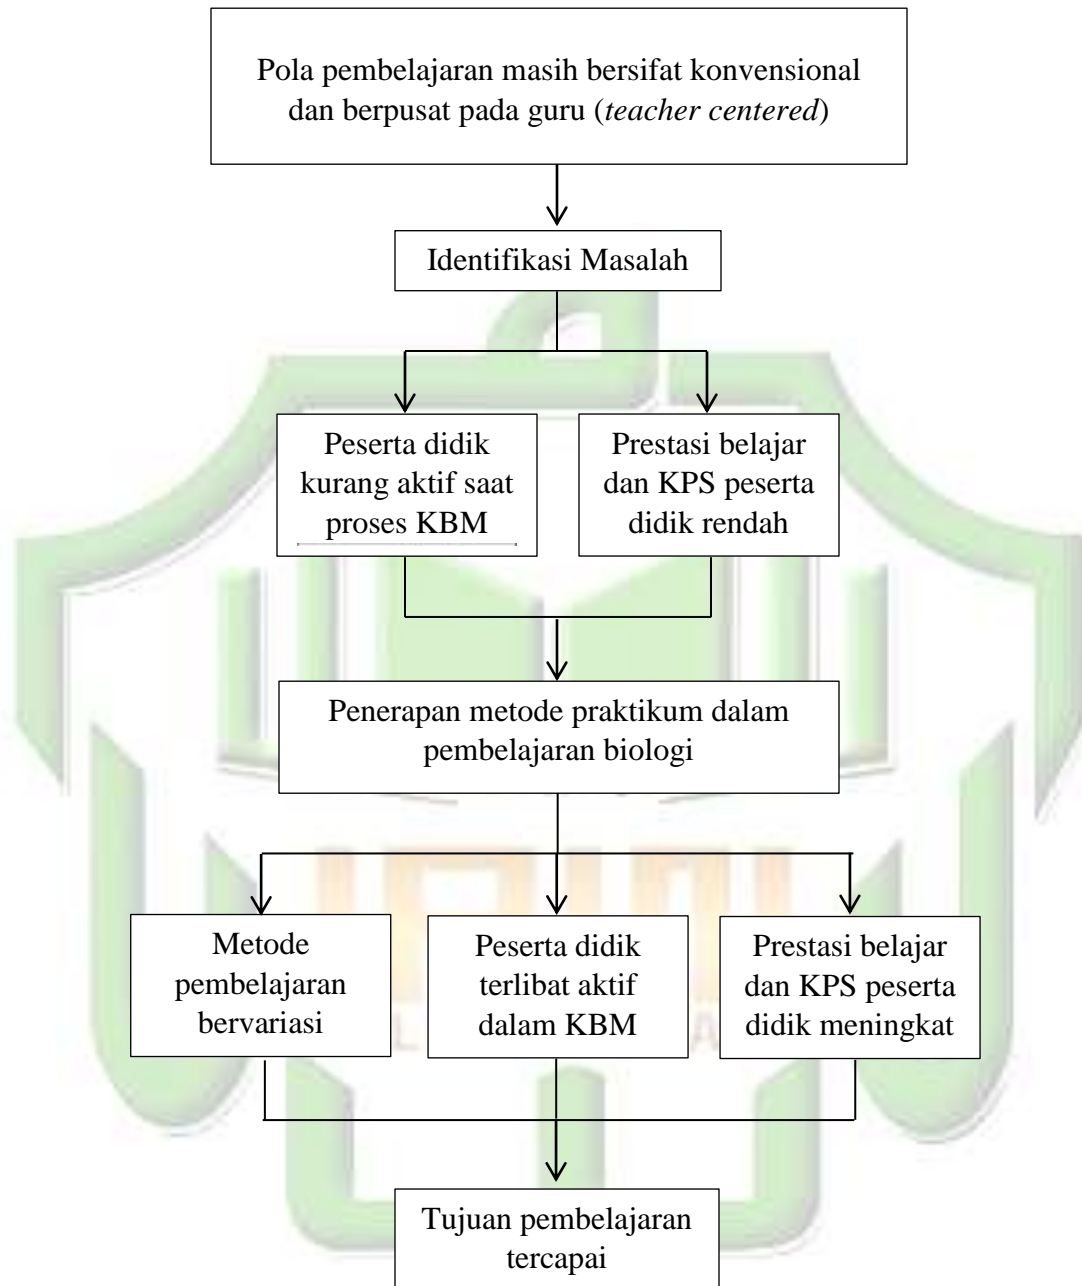 Pola pembelajaran masih bersifat konvensional
dan berpusat pada guru (teacher centered)
Identifikasi Masalah
Peserta didik
kurang aktif saat
proses KBM
Prestasi belajar
dan KPS peserta
didik rendah
Penerapan metode praktikum dalam
pembelajaran biologi
Metode
pembelajaran
bervariasi
Peserta didik
terlibat aktif
dalam KBM
Prestasi belajar
dan KPS peserta
didik meningkat
Tujuan pembelajaran
tercapai